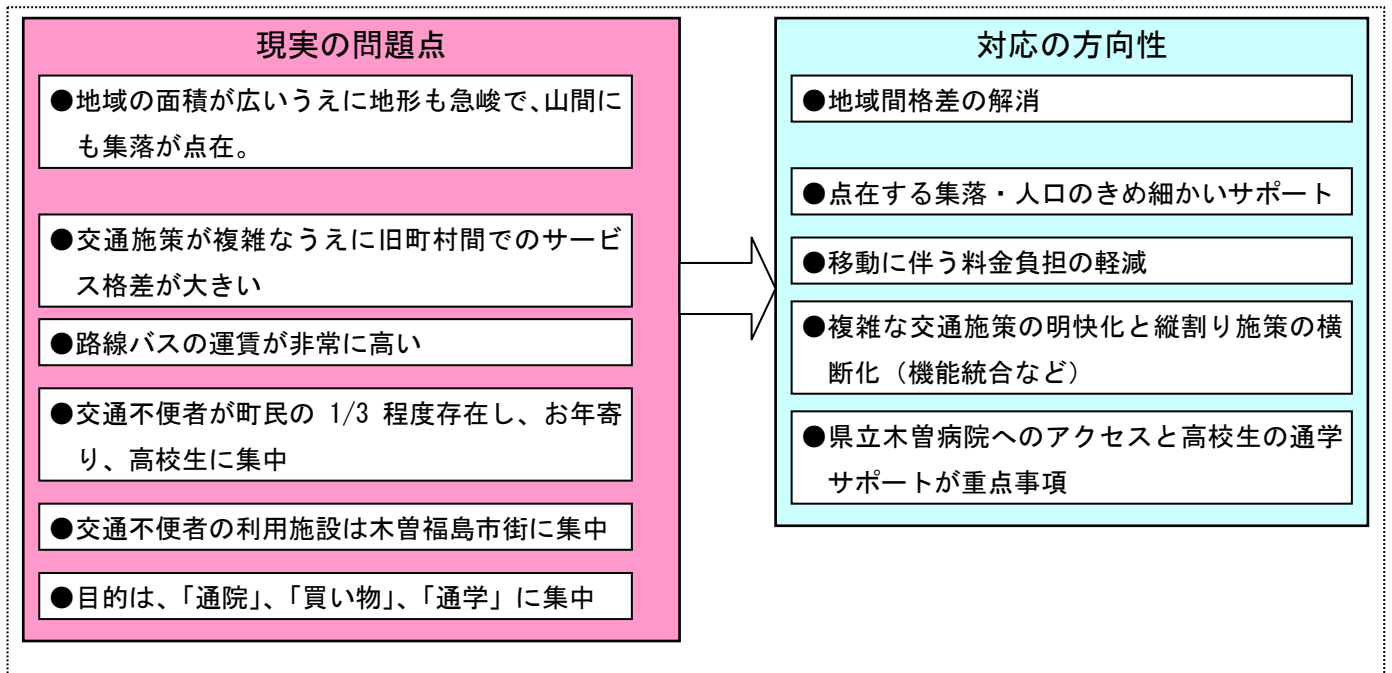 現実の問題点
●地域の面積が広いうえに地形も急峻で、山間に
も集落が点在。
●交通施策が複雑なうえに旧町村間でのサービ
ス格差が大きい
●路線バスの運賃が非常に高い
●交通不便者が町民の 1/3 程度存在し、お年寄
り、高校生に集中
●交通不便者の利用施設は木曽福島市街に集中
●目的は、「通院」、「買い物」、「通学」に集中
対応の方向性
●地域間格差の解消
●点在する集落・人口のきめ細かいサポート
●移動に伴う料金負担の軽減
●複雑な交通施策の明快化と縦割り施策の横
断化（機能統合など）
●県立木曽病院へのアクセスと高校生の通学
サポートが重点事項